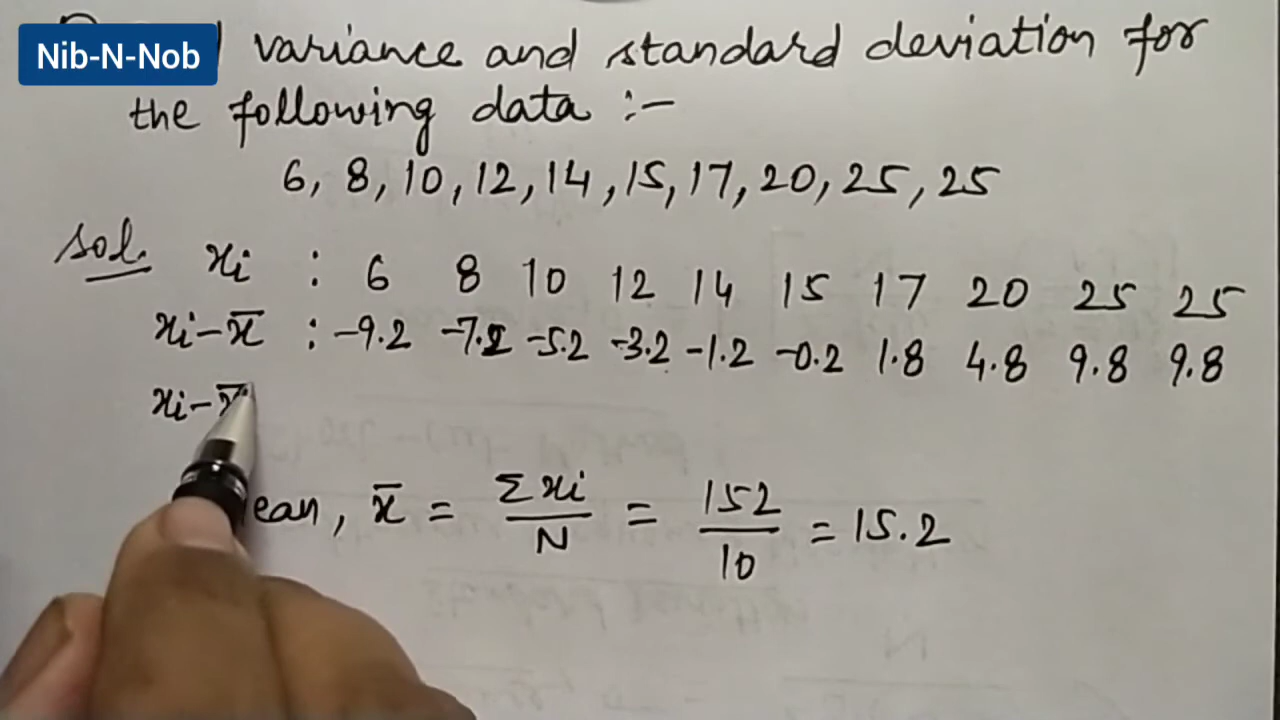 Nib-N-Nob
variance and standard deviation for
the following data :-
6, 8, 10, 12, 14, 15, 17, 20, 25, 25
Sol. xi : 6 8 10 12 14 15 17 20 25 25
xi-x̄ : -9.2 -7.2 -5.2 -3.2 -1.2 -0.2 1.8 4.8 9.8 9.8
xi-x̄
ean, x̄ = Σxi/N = 152/10 = 15.2